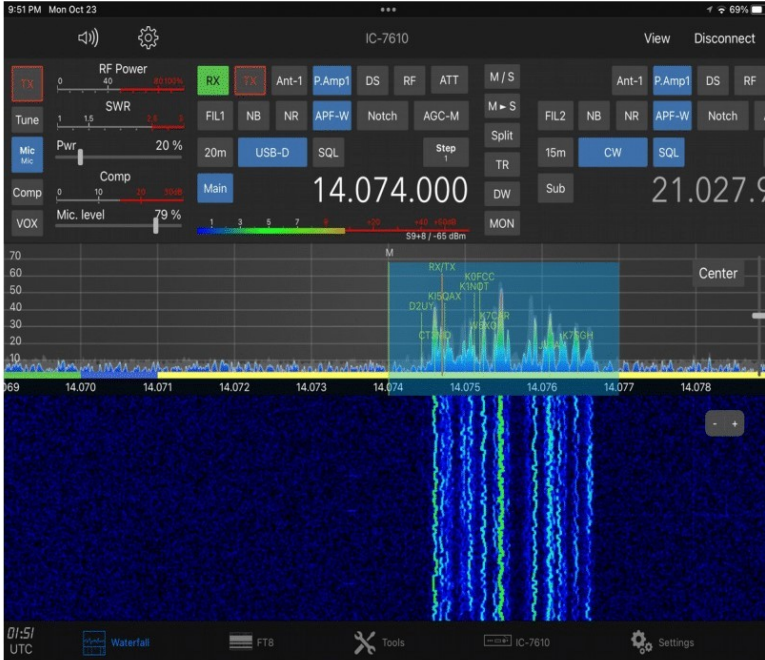 9:51 PM Mon Oct 23
69%
IC-7610
View Disconnect
RF Power
TX
0 40 80 100%
RX TX Ant-1 P.Amp1 DS RF ATT
M / S
Ant-1 P.Amp1 DS RF
SWR
Tune
1 1.5 2.5 3
FIL1 NB NR APF-W Notch AGC-M
M ► S
FIL2 NB NR APF-W Notch
Mic
Mic
Pwr 20 %
20m USB-D SQL
Step
1
Split
15m CW SQL
TR
Comp
Comp
0 10 20 30dB
Main 14.074.000
DW
Sub 21.027.9
VOX
Mic. level 79 %
1 3 5 7 9 +20 +40 +60dB
S9+8 / -65 dBm
MON
M
70
60
50
40
30
20
10
RX/TX
K0FCC
K1NOT
KI5QAX
D2UY
K7CAR
K7SGH
Center
069 14.070 14.071 14.072 14.073 14.074 14.075 14.076 14.077 14.078
- +
01:51
UTC
Waterfall
FT8
Tools
IC-7610
Settings